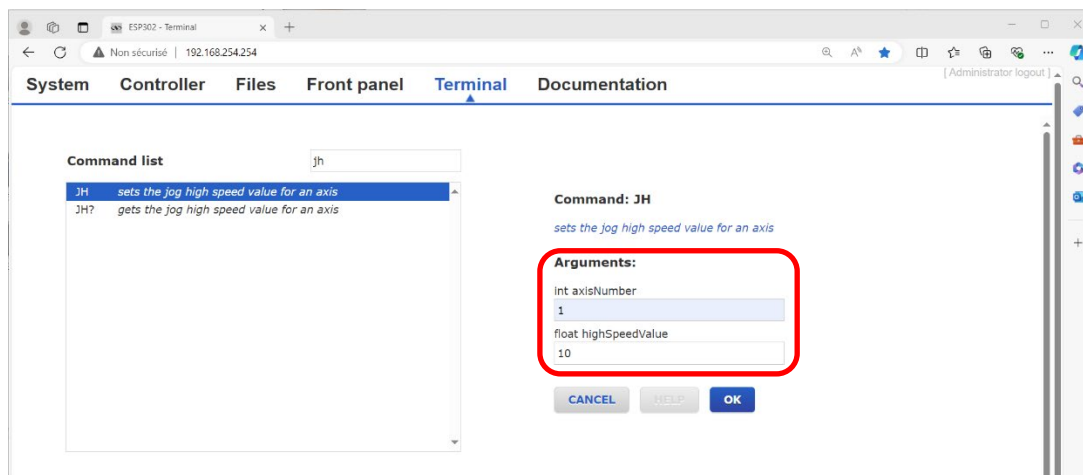 ESP302 - Terminal
Non sécurisé | 192.168.254.254
[ Administrator logout ]
System Controller Files Front panel Terminal Documentation
Command list jh
JH sets the jog high speed value for an axis
JH? gets the jog high speed value for an axis
Command: JH
sets the jog high speed value for an axis
Arguments:
int axisNumber
1
float highSpeedValue
10
CANCEL HELP OK